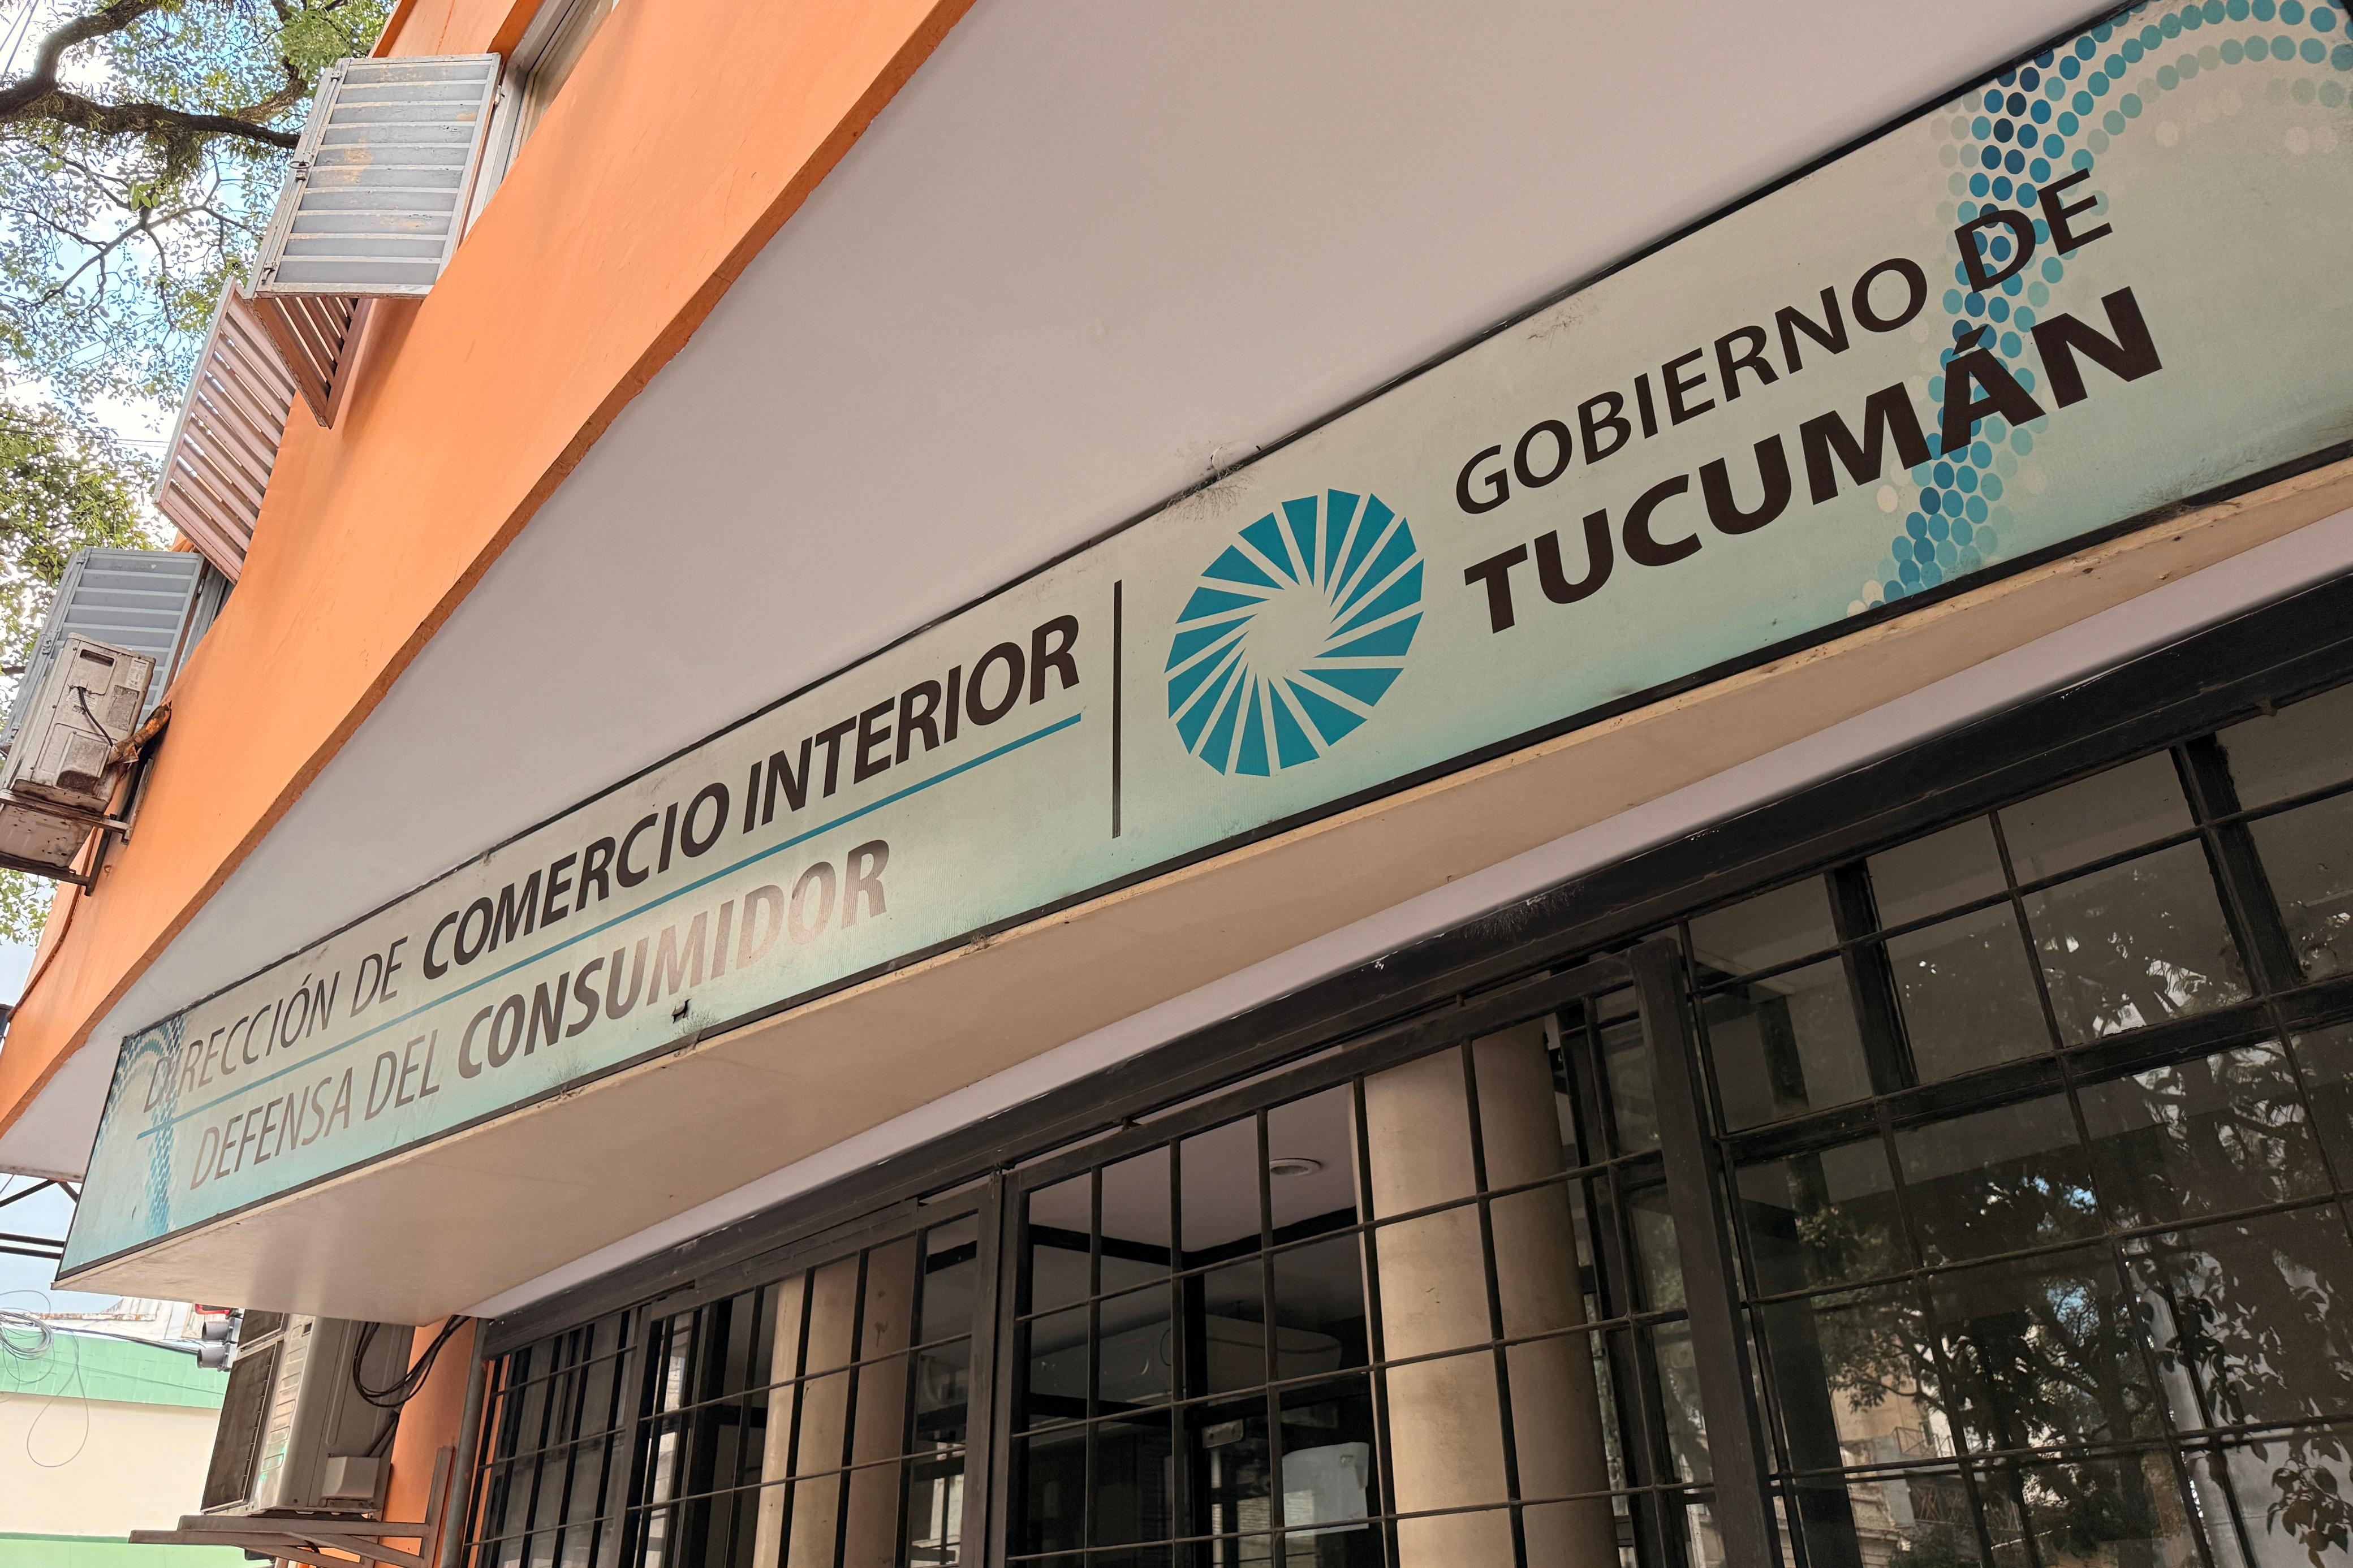 DIRECCIÓN DE COMERCIO INTERIOR
DEFENSA DEL CONSUMIDOR
GOBIERNO DE
TUCUMÁN